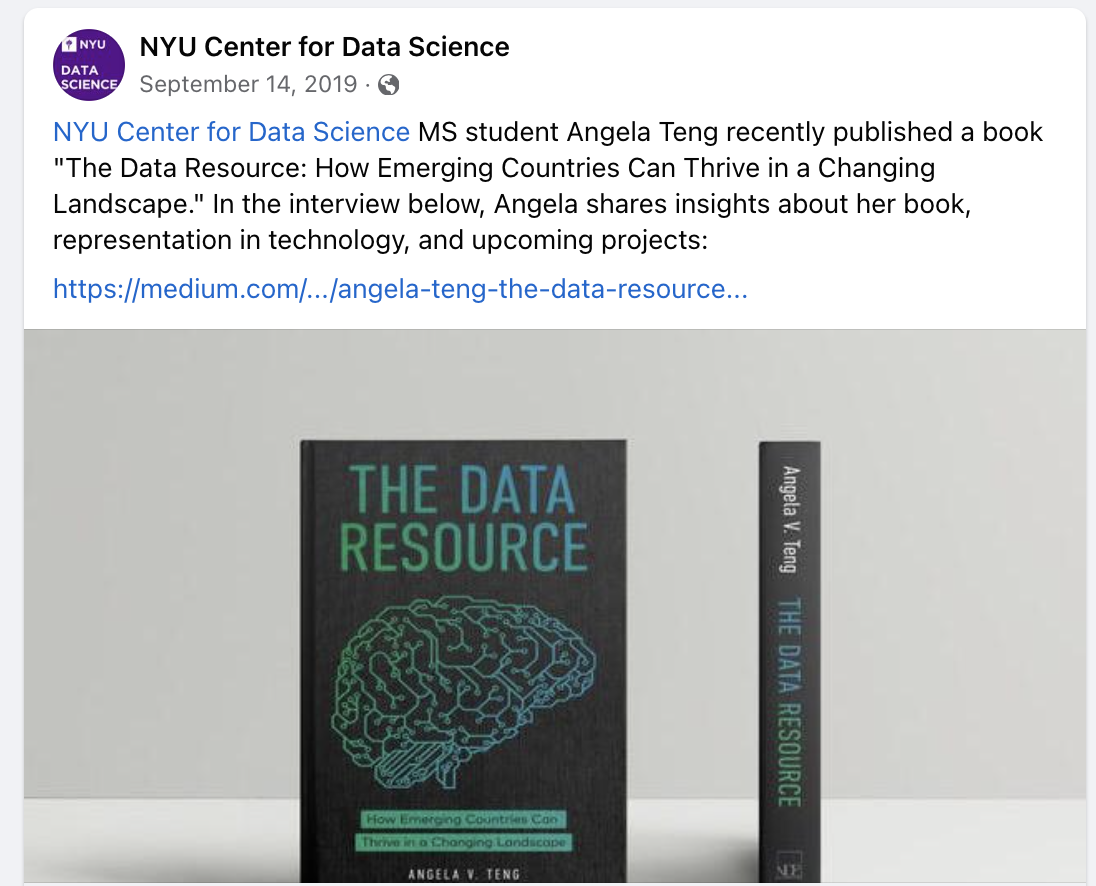 NYU
DATA
SCIENCE
NYU Center for Data Science
September 14, 2019 ·
NYU Center for Data Science MS student Angela Teng recently published a book
"The Data Resource: How Emerging Countries Can Thrive in a Changing
Landscape." In the interview below, Angela shares insights about her book,
representation in technology, and upcoming projects:
https://medium.com/.../angela-teng-the-data-resource...
THE DATA
RESOURCE
How Emerging Countries Can
Thrive in a Changing Landscape
ANGELA V. TENG
Angela V. Teng THE DATA RESOURCE